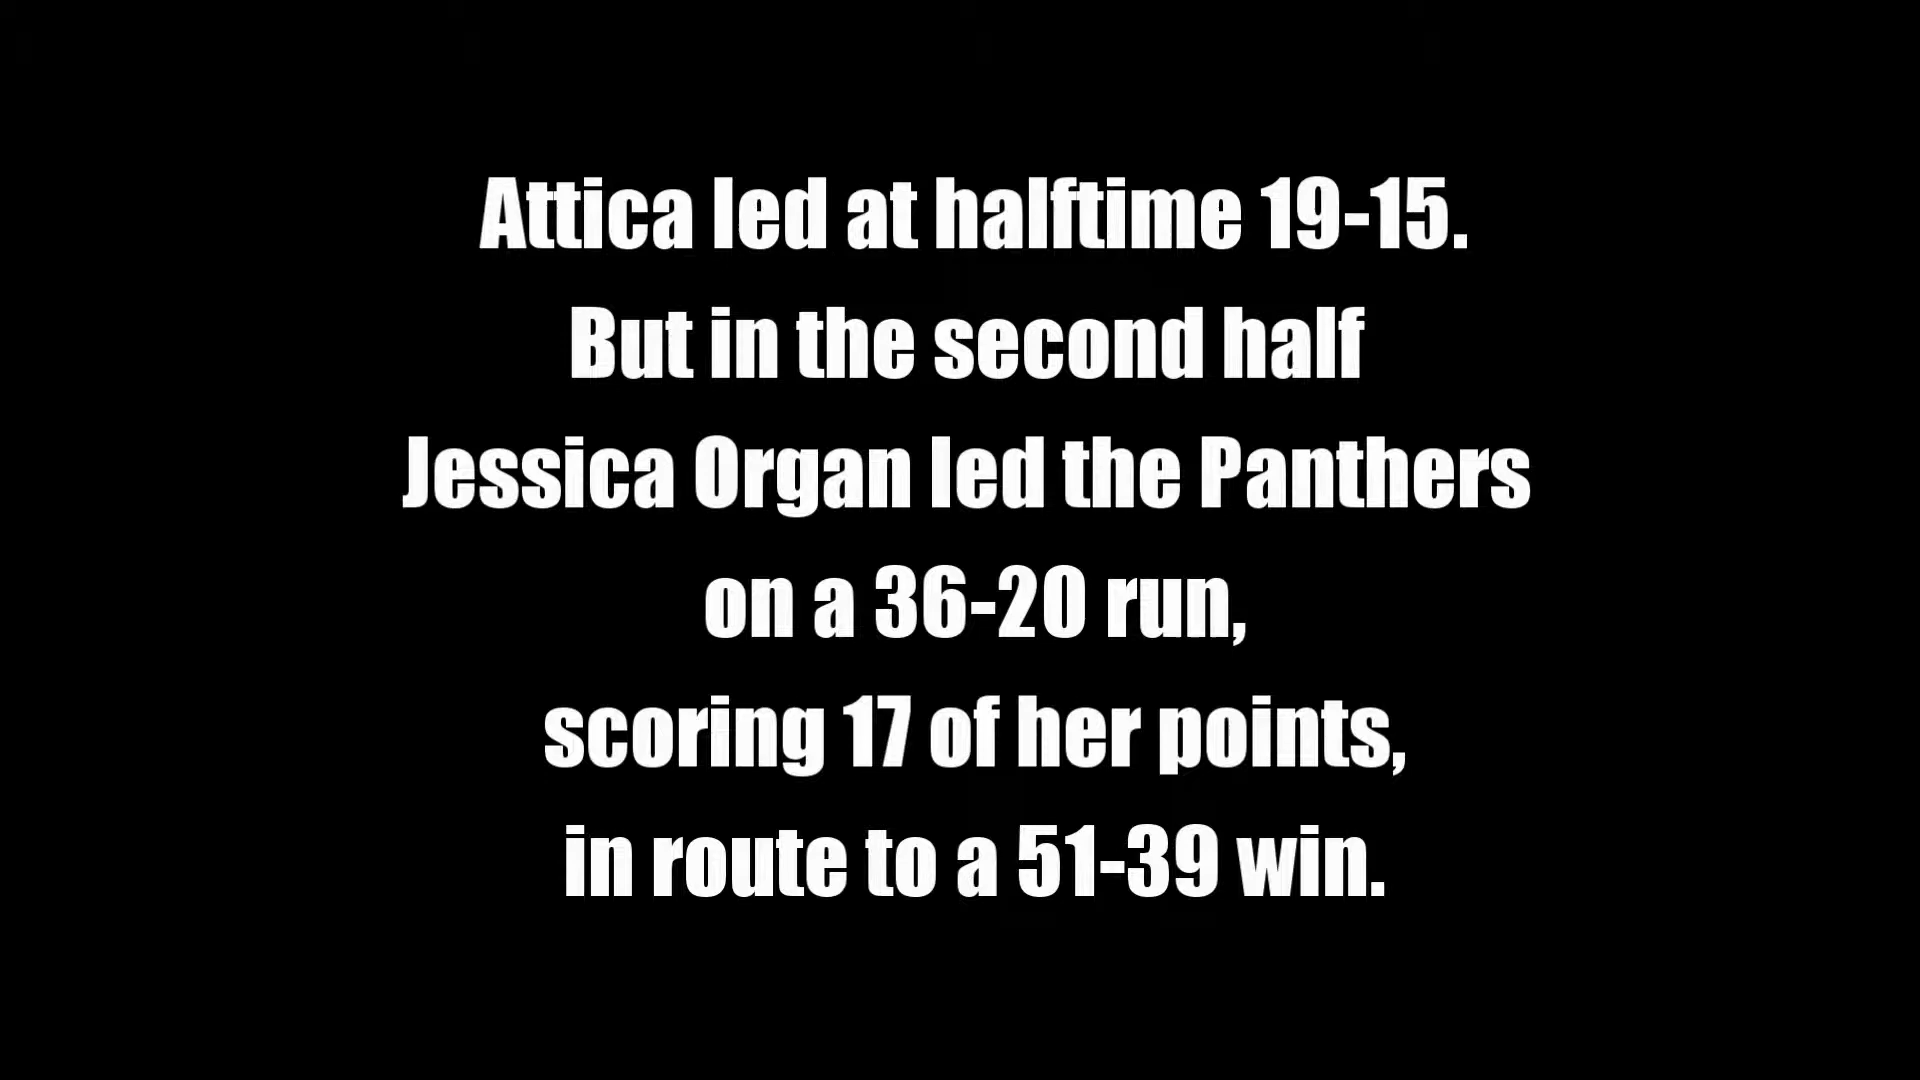 Attica led at halftime 19-15.
But in the second half
Jessica Organ led the Panthers
on a 36-20 run,
scoring 17 of her points,
in route to a 51-39 win.